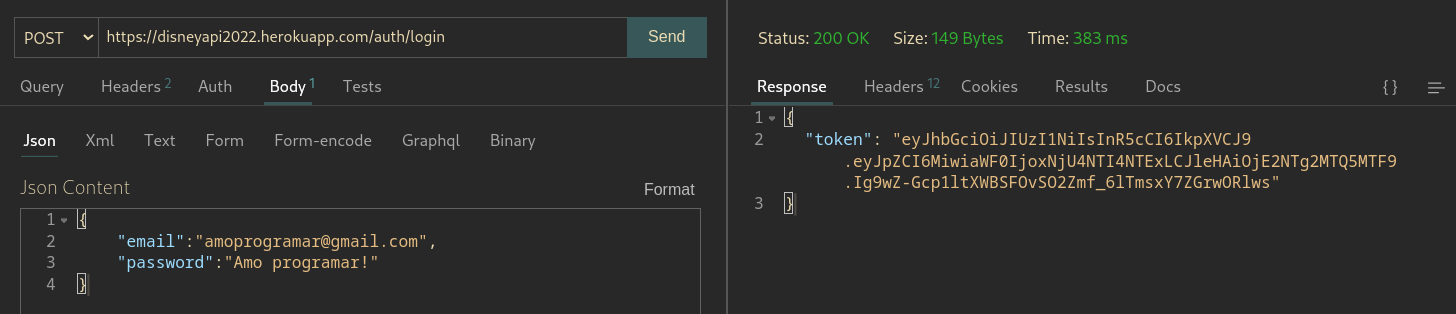 POST https://disneyapi2022.herokuapp.com/auth/login Send
Query Headers 2 Auth Body 1 Tests
Json Xml Text Form Form-encode Graphql Binary
Json Content Format
1 {
2 "email":"amoprogramar@gmail.com",
3 "password":"Amo programar!"
4 }
Status: 200 OK Size: 149 Bytes Time: 383 ms
Response Headers 12 Cookies Results Docs { }
1 {
2 "token": "eyJhbGciOiJIUzI1NiIsInR5cCI6IkpXVCJ9
.eyJpZCI6MiwiaWF0IjoxNjU4NTI4NTExLCJleHAiOjE2NTg2MTQ5MTF9
.Ig9wZ-Gcp1ltXWBSFOvSO2Zmf_6lTmsxY7ZGrwORlws"
3 }